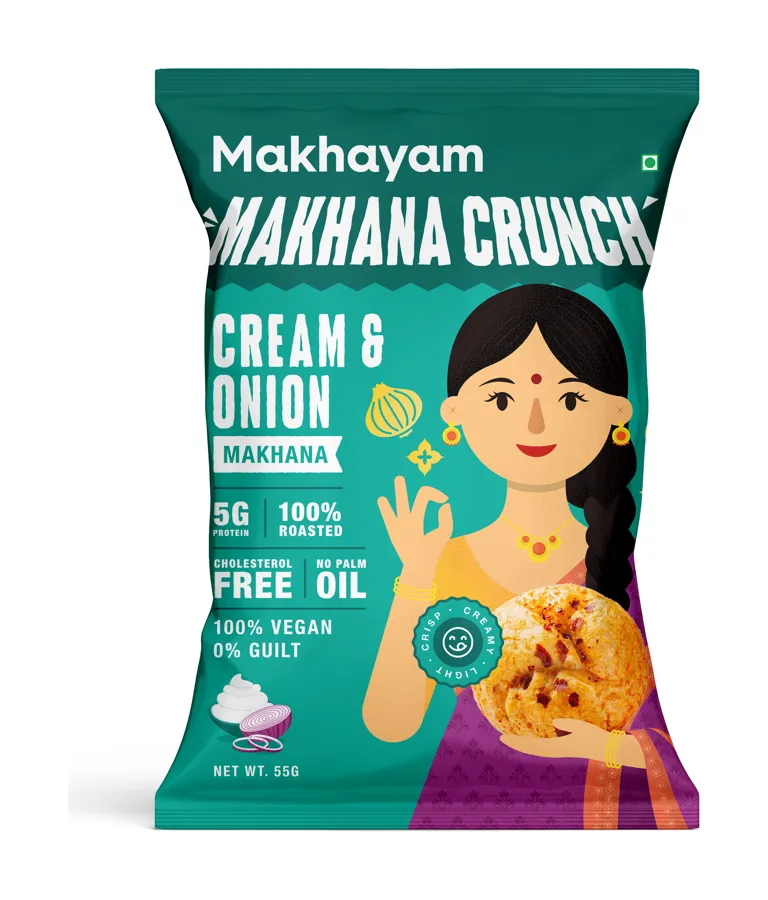 Makhayam
MAKHANA CRUNCH
CREAM &
ONION
MAKHANA
5G
PROTEIN
100%
ROASTED
CHOLESTEROL
FREE
NO PALM
OIL
100% VEGAN
0% GUILT
CRISP · CREAMY · LIGHT ·
NET WT. 55G